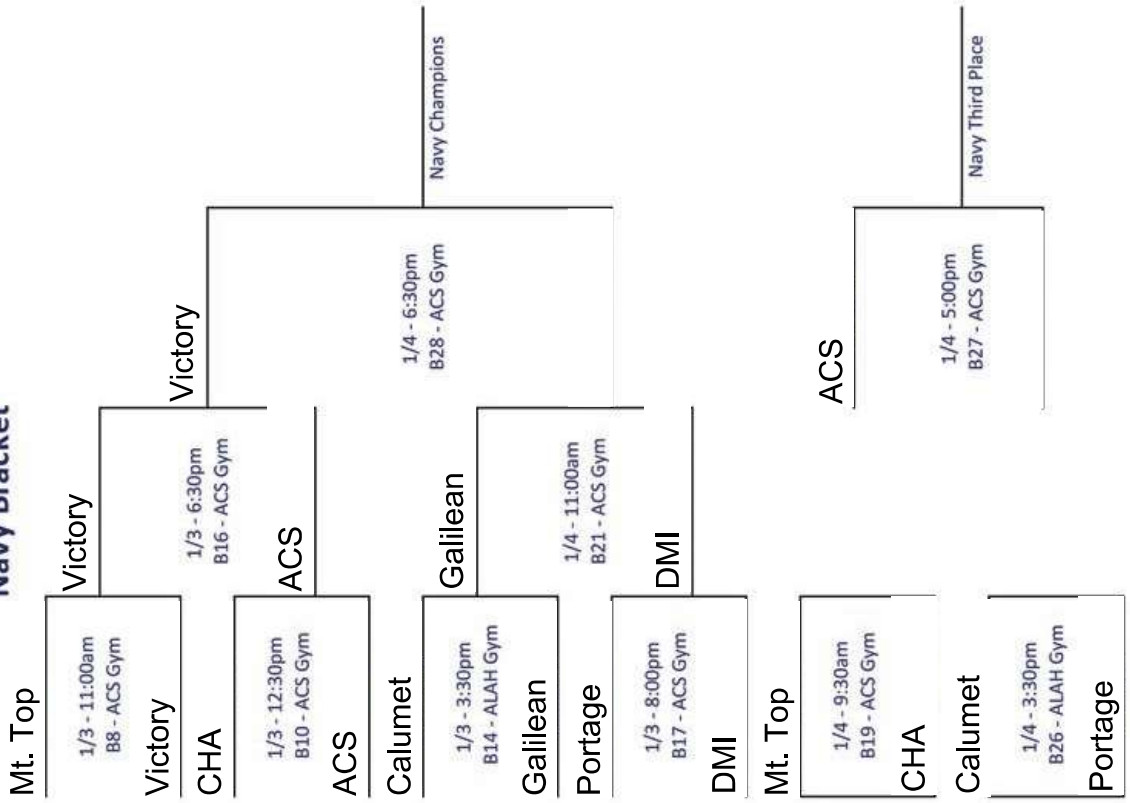 Navy Bracket
Mt. Top
1/3 - 11:00am
B8 - ACS Gym
Victory
CHA
1/3 - 12:30pm
B10 - ACS Gym
ACS
Calumet
1/3 - 3:30pm
B14 - ALAH Gym
Galilean
Portage
1/3 - 8:00pm
B17 - ACS Gym
DMI
Mt. Top
1/4 - 9:30am
B19 - ACS Gym
CHA
Calumet
1/4 - 3:30pm
B26 - ALAH Gym
Portage
Victory
1/3 - 6:30pm
B16 - ACS Gym
ACS
Galilean
1/4 - 11:00am
B21 - ACS Gym
DMI
Victory
1/4 - 6:30pm
B28 - ACS Gym
ACS
1/4 - 5:00pm
B27 - ACS Gym
Navy Champions
Navy Third Place